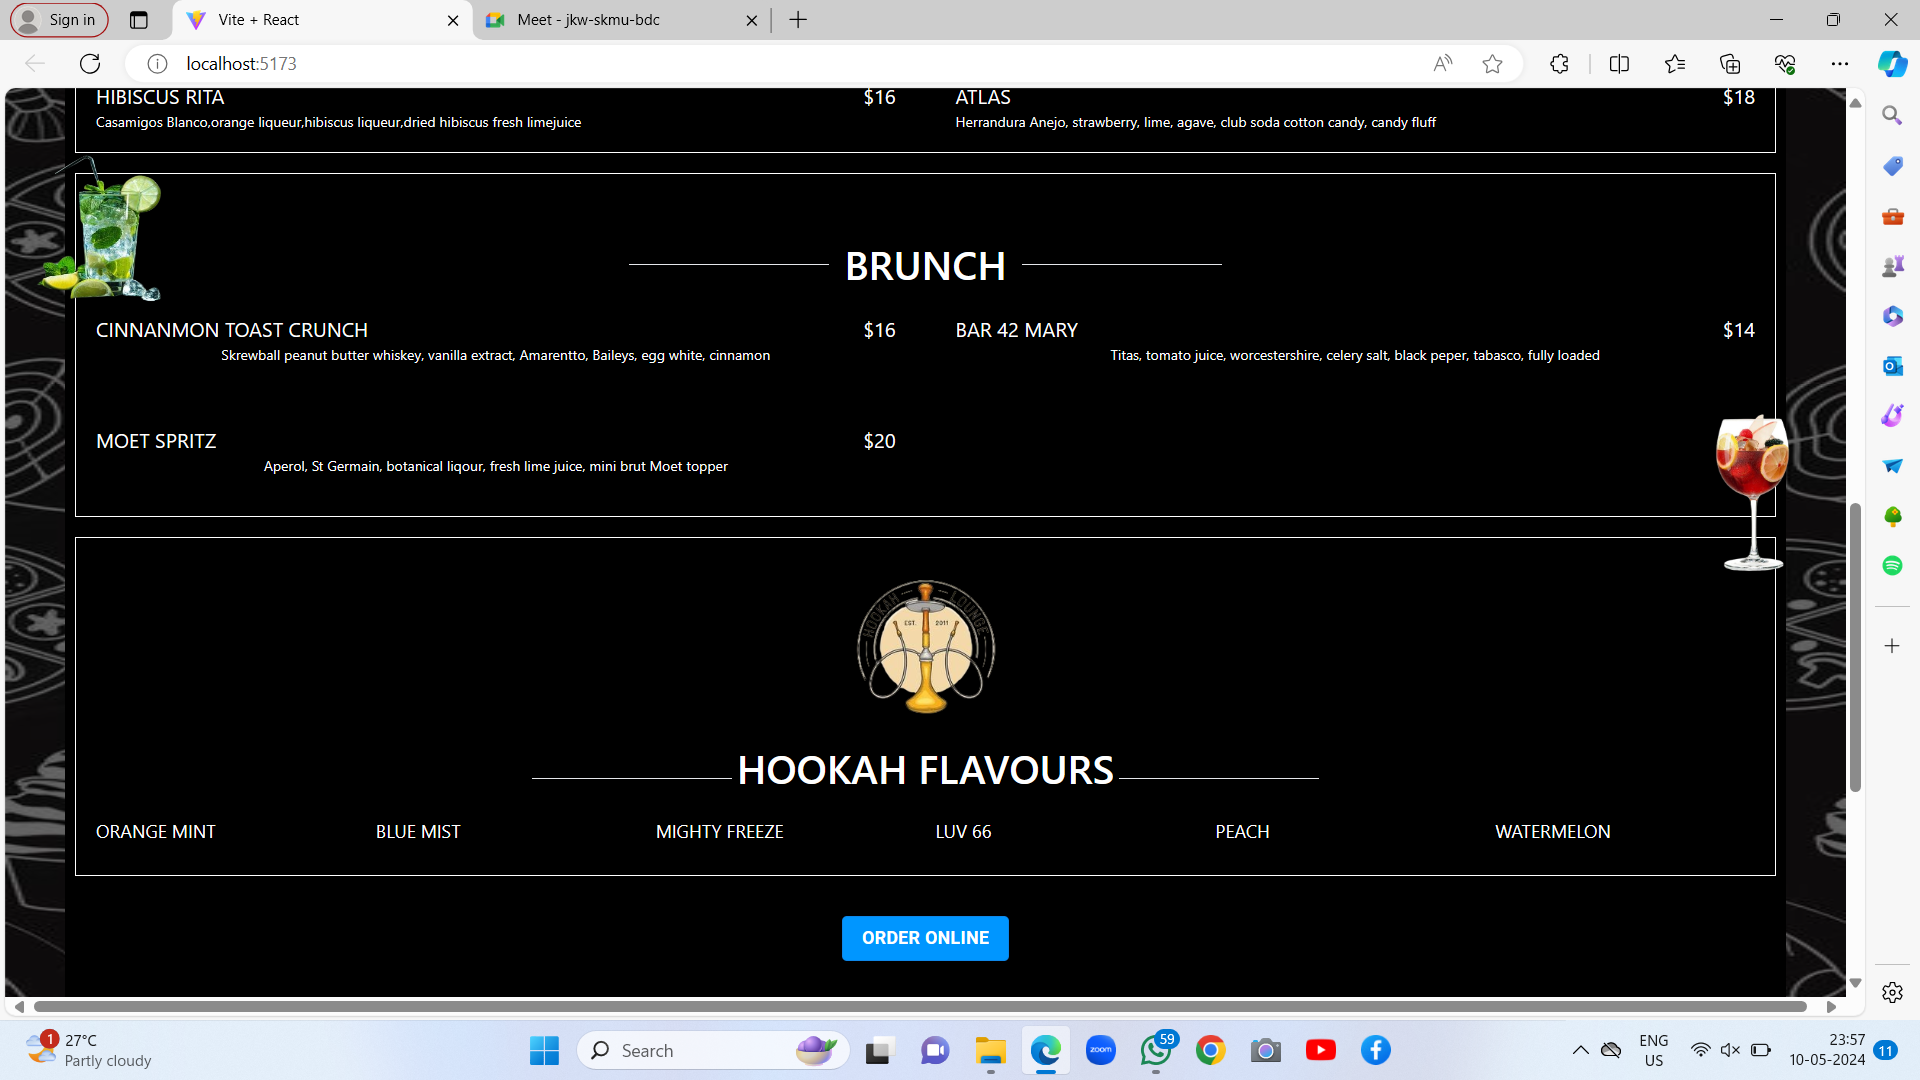 Sign in
Vite + React
Meet - jkw-skmu-bdc
localhost:5173
HIBISCUS RITA $16
Casamigos Blanco,orange liqueur,hibiscus liqueur,dried hibiscus fresh limejuice
ATLAS $18
Herrandura Anejo, strawberry, lime, agave, club soda cotton candy, candy fluff
BRUNCH
CINNANMON TOAST CRUNCH $16
Skrewball peanut butter whiskey, vanilla extract, Amarentto, Baileys, egg white, cinnamon
BAR 42 MARY $14
Titas, tomato juice, worcestershire, celery salt, black peper, tabasco, fully loaded
MOET SPRITZ $20
Aperol, St Germain, botanical liqour, fresh lime juice, mini brut Moet topper
HOOKAH LOUNGE
EST. 2011
HOOKAH FLAVOURS
ORANGE MINT BLUE MIST MIGHTY FREEZE LUV 66 PEACH WATERMELON
ORDER ONLINE
1
27°C
Partly cloudy
Search
zoom
59
ENG
US
23:57
10-05-2024
11